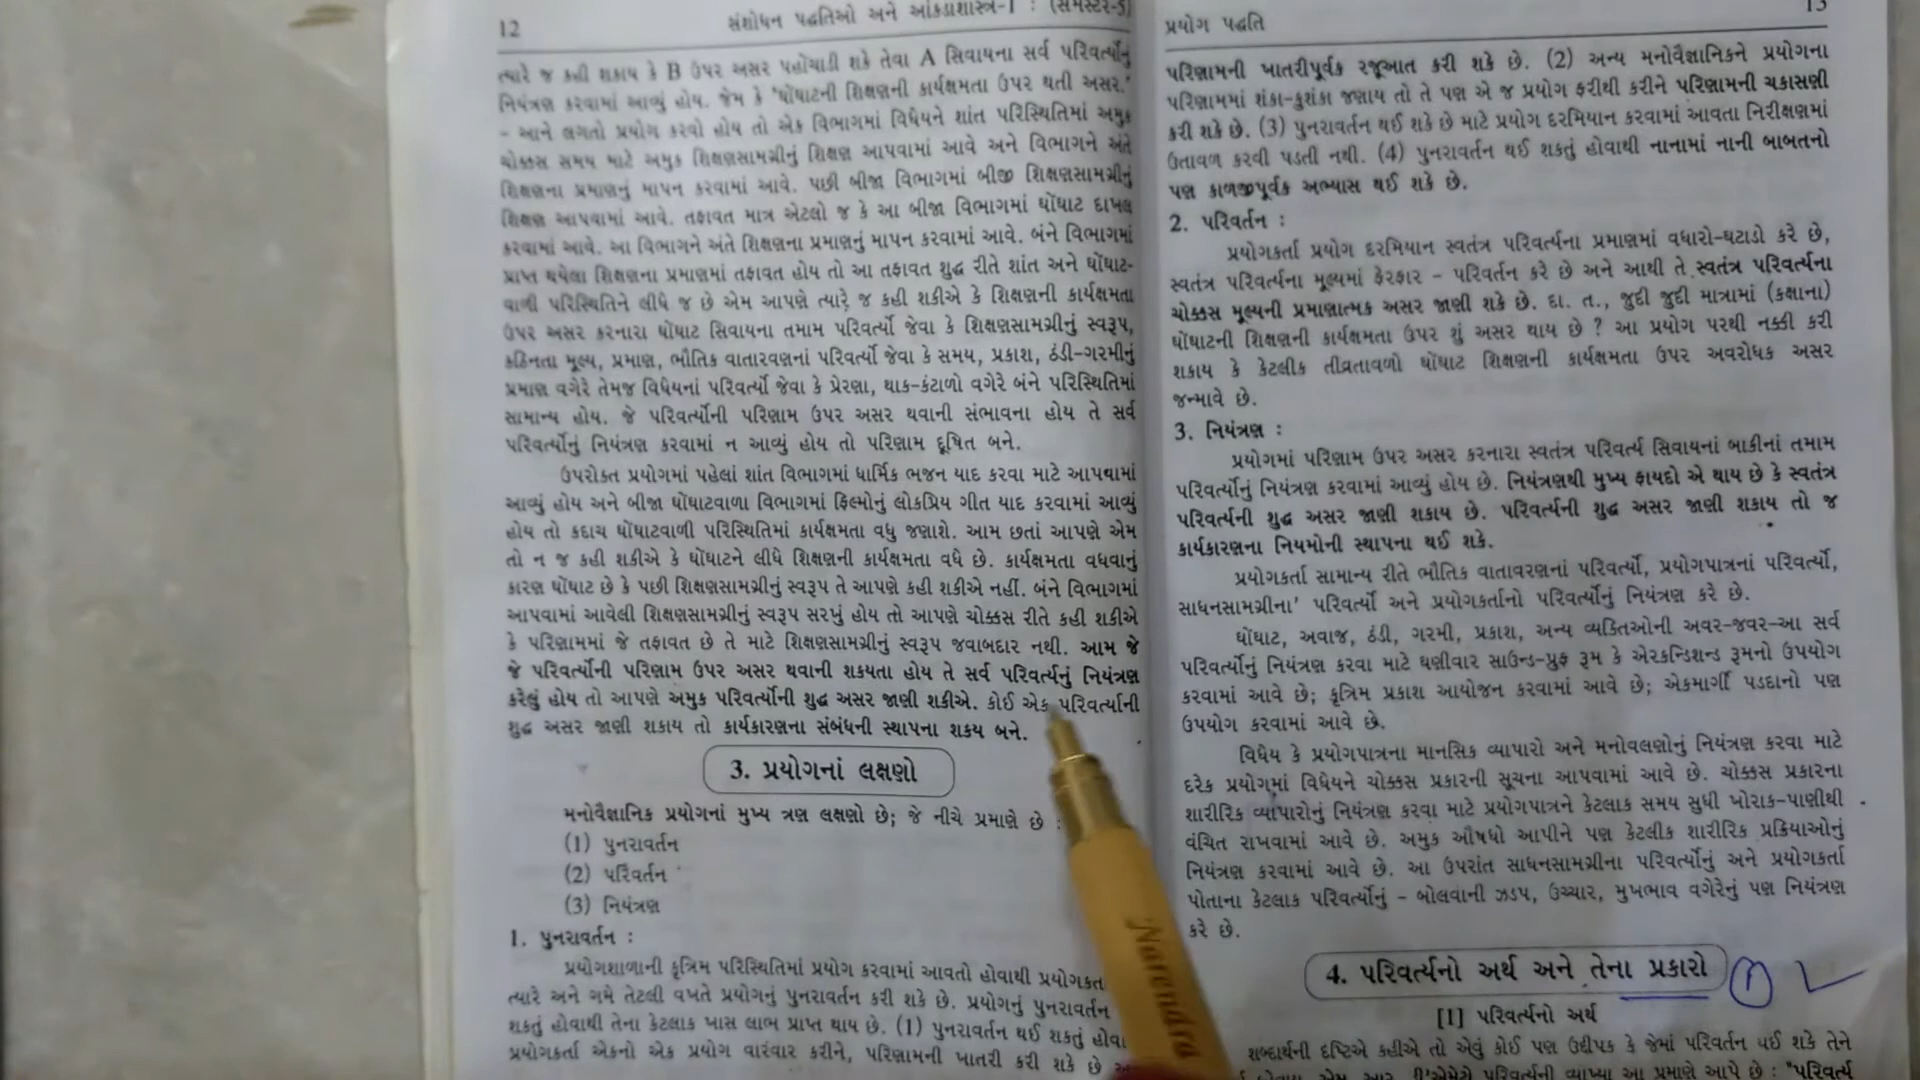 12
સંશોધન પદ્ધતિઓ અને આંકડાશાસ્ત્ર-1 : (સેમેસ્ટર-5)
ત્યારે જ કહી શકાય કે B ઉપર અસર પહોંચાડી શકે તેવા A સિવાયના સર્વ પરિવર્ત્યોનું
નિયંત્રણ કરવામાં આવ્યું હોય. જેમ કે 'ઘોંઘાટની શિક્ષણની કાર્યક્ષમતા ઉપર થતી અસર.'
- આને લગતો પ્રયોગ કરવો હોય તો એક વિભાગમાં વિધેયને શાંત પરિસ્થિતિમાં અમુક
ચોક્કસ સમય માટે અમુક શિક્ષણસામગ્રીનું શિક્ષણ આપવામાં આવે અને વિભાગને અંતે
શિક્ષણના પ્રમાણનું માપન કરવામાં આવે. પછી બીજા વિભાગમાં બીજી શિક્ષણસામગ્રીનું
શિક્ષણ આપવામાં આવે. તફાવત માત્ર એટલો જ કે આ બીજા વિભાગમાં ઘોંઘાટ દાખલ
કરવામાં આવે. આ વિભાગને અંતે શિક્ષણના પ્રમાણનું માપન કરવામાં આવે. બંને વિભાગમાં
પ્રાપ્ત થયેલા શિક્ષણના પ્રમાણમાં તફાવત હોય તો આ તફાવત શુદ્ધ રીતે શાંત અને ઘોંઘાટ-
વાળી પરિસ્થિતિને લીધે જ છે એમ આપણે ત્યારે જ કહી શકીએ કે શિક્ષણની કાર્યક્ષમતા
ઉપર અસર કરનારા ઘોંઘાટ સિવાયના તમામ પરિવર્ત્યો જેવા કે શિક્ષણસામગ્રીનું સ્વરૂપ,
કઠિનતા મૂલ્ય, પ્રમાણ, ભૌતિક વાતારવણનાં પરિવર્ત્યો જેવા કે સમય, પ્રકાશ, ઠંડી-ગરમીનું
પ્રમાણ વગેરે તેમજ વિધેયનાં પરિવર્ત્યો જેવા કે પ્રેરણા, થાક-કંટાળો વગેરે બંને પરિસ્થિતિમાં
સામાન્ય હોય. જે પરિવર્ત્યોની પરિણામ ઉપર અસર થવાની સંભાવના હોય તે સર્વ
પરિવર્ત્યોનું નિયંત્રણ કરવામાં ન આવ્યું હોય તો પરિણામ દૂષિત બને.
ઉપરોક્ત પ્રયોગમાં પહેલાં શાંત વિભાગમાં ધાર્મિક ભજન યાદ કરવા માટે આપવામાં
આવ્યું હોય અને બીજા ઘોંઘાટવાળા વિભાગમાં ફિલ્મોનું લોકપ્રિય ગીત યાદ કરવામાં આવ્યું
હોય તો કદાચ ઘોંઘાટવાળી પરિસ્થિતિમાં કાર્યક્ષમતા વધુ જણાશે. આમ છતાં આપણે એમ
તો ન જ કહી શકીએ કે ઘોંઘાટને લીધે શિક્ષણની કાર્યક્ષમતા વધે છે. કાર્યક્ષમતા વધવાનું
કારણ ઘોંઘાટ છે કે પછી શિક્ષણસામગ્રીનું સ્વરૂપ તે આપણે કહી શકીએ નહીં. બંને વિભાગમાં
આપવામાં આવેલી શિક્ષણસામગ્રીનું સ્વરૂપ સરખું હોય તો આપણે ચોક્કસ રીતે કહી શકીએ
કે પરિણામમાં જે તફાવત છે તે માટે શિક્ષણસામગ્રીનું સ્વરૂપ જવાબદાર નથી. આમ જે
જે પરિવર્ત્યોની પરિણામ ઉપર અસર થવાની શક્યતા હોય તે સર્વ પરિવર્ત્યનું નિયંત્રણ
કરેલું હોય તો આપણે અમુક પરિવર્ત્યોની શુદ્ધ અસર જાણી શકીએ. કોઈ એક પરિવર્ત્યાની
શુદ્ધ અસર જાણી શકાય તો કાર્યકારણના સંબંધની સ્થાપના શકય બને.
3. પ્રયોગનાં લક્ષણો
મનોવૈજ્ઞાનિક પ્રયોગનાં મુખ્ય ત્રણ લક્ષણો છે; જે નીચે પ્રમાણે છે :
(1) પુનરાવર્તન
(2) પરિવર્તન
(3) નિયંત્રણ
1. પુનરાવર્તન :
પ્રયોગશાળાની કૃત્રિમ પરિસ્થિતિમાં પ્રયોગ કરવામાં આવતો હોવાથી પ્રયોગકર્ત
ત્યારે અને ગમે તેટલી વખતે પ્રયોગનું પુનરાવર્તન કરી શકે છે. પ્રયોગનું પુનરાવર્તન
શકતું હોવાથી તેના કેટલાક ખાસ લાભ પ્રાપ્ત થાય છે. (1) પુનરાવર્તન થઈ શકતું હોવા
પ્રયોગકર્તા એકનો એક પ્રયોગ વારંવાર કરીને, પરિણામની ખાતરી કરી શકે છે
પ્રયોગ પદ્ધતિ
13
પરિણામની ખાતરીપૂર્વક રજૂઆત કરી શકે છે. (2) અન્ય મનોવૈજ્ઞાનિકને પ્રયોગના
પરિણામમાં શંકા-કુશંકા જણાય તો તે પણ એ જ પ્રયોગ ફરીથી કરીને પરિણામની ચકાસણી
કરી શકે છે. (3) પુનરાવર્તન થઈ શકે છે માટે પ્રયોગ દરમિયાન કરવામાં આવતા નિરીક્ષણમાં
ઉતાવળ કરવી પડતી નથી. (4) પુનરાવર્તન થઈ શકતું હોવાથી નાનામાં નાની બાબતનો
પણ કાળજીપૂર્વક અભ્યાસ થઈ શકે છે.
2. પરિવર્તન :
પ્રયોગકર્તા પ્રયોગ દરમિયાન સ્વતંત્ર પરિવર્ત્યના પ્રમાણમાં વધારો-ઘટાડો કરે છે,
સ્વતંત્ર પરિવર્ત્યના મૂલ્યમાં ફેરફાર - પરિવર્તન કરે છે અને આથી તે સ્વતંત્ર પરિવર્ત્યના
ચોક્કસ મૂલ્યની પ્રમાણાત્મક અસર જાણી શકે છે. દા. ત., જુદી જુદી માત્રામાં (કક્ષાના)
ઘોંઘાટની શિક્ષણની કાર્યક્ષમતા ઉપર શું અસર થાય છે ? આ પ્રયોગ પરથી નક્કી કરી
શકાય કે કેટલીક તીવ્રતાવળો ઘોંઘાટ શિક્ષણની કાર્યક્ષમતા ઉપર અવરોધક અસર
જન્માવે છે.
3. નિયંત્રણ :
પ્રયોગમાં પરિણામ ઉપર અસર કરનારા સ્વતંત્ર પરિવર્ત્ય સિવાયનાં બાકીનાં તમામ
પરિવર્ત્યોનું નિયંત્રણ કરવામાં આવ્યું હોય છે. નિયંત્રણથી મુખ્ય ફાયદો એ થાય છે કે સ્વતંત્ર
પરિવર્ત્યની શુદ્ધ અસર જાણી શકાય છે. પરિવર્ત્યની શુદ્ધ અસર જાણી શકાય તો જ
કાર્યકારણના નિયમોની સ્થાપના થઈ શકે.
પ્રયોગકર્તા સામાન્ય રીતે ભૌતિક વાતાવરણનાં પરિવર્ત્યો, પ્રયોગપાત્રનાં પરિવર્ત્યો,
સાધનસામગ્રીના' પરિવર્ત્યો અને પ્રયોગકર્તાનો પરિવર્ત્યોનું નિયંત્રણ કરે છે.
ઘોંઘાટ, અવાજ, ઠંડી, ગરમી, પ્રકાશ, અન્ય વ્યક્તિઓની અવર-જવર-આ સર્વ
પરિવર્ત્યોનું નિયંત્રણ કરવા માટે ઘણીવાર સાઉન્ડ-પ્રુફ રૂમ કે એરકન્ડિશન્ડ રૂમનો ઉપયોગ
કરવામાં આવે છે; કૃત્રિમ પ્રકાશ આયોજન કરવામાં આવે છે; એકમાર્ગી પડદાનો પણ
ઉપયોગ કરવામાં આવે છે.
વિધેય કે પ્રયોગપાત્રના માનસિક વ્યાપારો અને મનોવલણોનું નિયંત્રણ કરવા માટે
દરેક પ્રયોગમાં વિધેયને ચોક્કસ પ્રકારની સૂચના આપવામાં આવે છે. ચોક્કસ પ્રકારના
શારીરિક વ્યાપારોનું નિયંત્રણ કરવા માટે પ્રયોગપાત્રને કેટલાક સમય સુધી ખોરાક-પાણીથી
વંચિત રાખવામાં આવે છે. અમુક ઔષધો આપીને પણ કેટલીક શારીરિક પ્રક્રિયાઓનું
નિયંત્રણ કરવામાં આવે છે. આ ઉપરાંત સાધનસામગ્રીના પરિવર્ત્યોનું અને પ્રયોગકર્તા
પોતાના કેટલાક પરિવર્ત્યોનું - બોલવાની ઝડપ, ઉચ્ચાર, મુખભાવ વગેરેનું પણ નિયંત્રણ
કરે છે.
4. પરિવર્ત્યનો અર્થ અને તેના પ્રકારો 1
[1] પરિવર્ત્યનો અર્થ
શબ્દાર્થની દષ્ટિએ કહીએ તો એવું કોઈ પણ ઉદ્દીપક કે જેમાં પરિવર્તન થઈ શકે તેને
પરિવર્ત્યની વ્યાખ્યા આ પ્રમાણે આપે છે : "પરિવર્ત્ય
Narendra